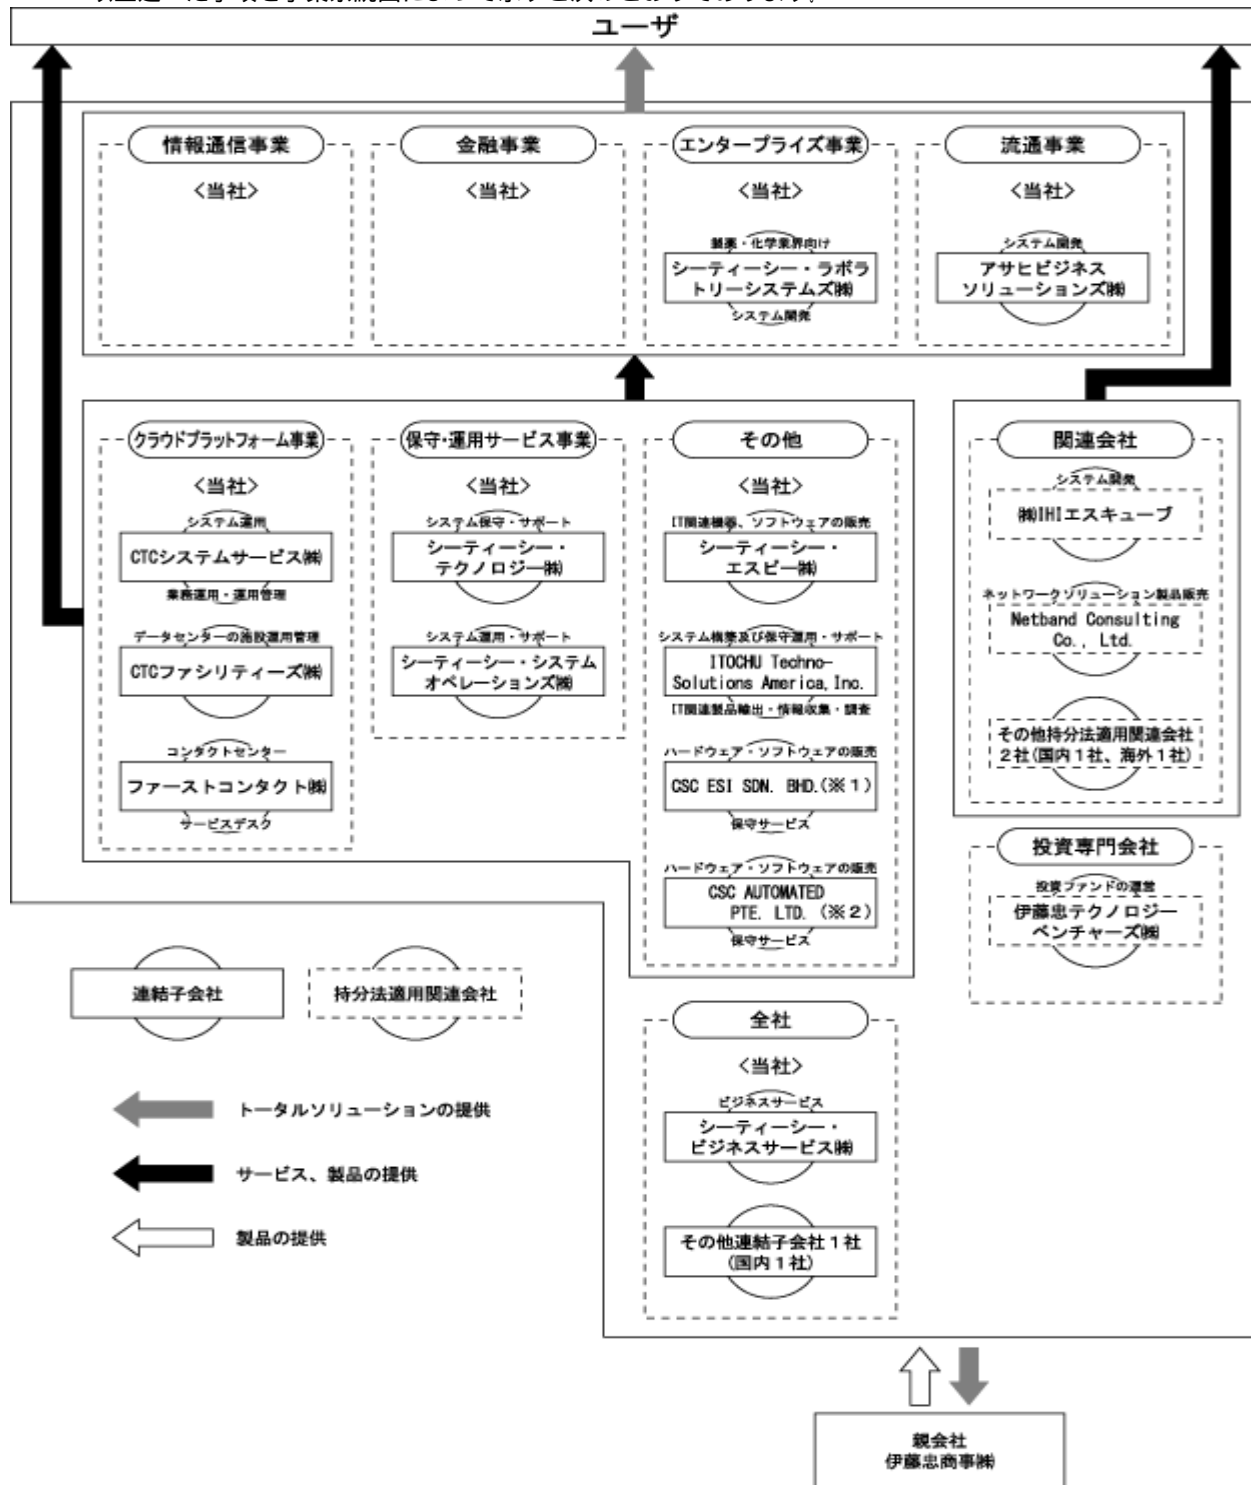 ユーザ
情報通信事業
金融事業
エンタープライズ事業
流通事業
<当社>
<当社>
<当社>
<当社>
製薬・化学業界向け
シーティーシー・ラボラ
トリーシステムズ㈱
システム開発
システム開発
アサヒビジネス
ソリューションズ㈱
クラウドプラットフォーム事業
保守・運用サービス事業
その他
関連会社
<当社>
<当社>
<当社>
システム運用
CTCシステムサービス㈱
業務運用・運用管理
データセンターの施設運用管理
CTCファシリティーズ㈱
コンタクトセンター
ファーストコンタクト㈱
サービスデスク
システム保守・サポート
シーティーシー・
テクノロジー㈱
システム運用・サポート
シーティーシー・システム
オペレーションズ㈱
IT関連機器、ソフトウェアの販売
シーティーシー・
エスピー㈱
システム構築及び保守運用・サポート
ITOCHU Techno-
Solutions America,Inc.
IT関連製品輸出・情報収集・調査
ハードウェア・ソフトウェアの販売
CSC ESI SDN. BHD.(※1)
保守サービス
ハードウェア・ソフトウェアの販売
CSC AUTOMATED
PTE. LTD. (※2)
保守サービス
システム開発
㈱IHIエスキューブ
ネットワークソリューション製品販売
Netband Consulting
Co., Ltd.
その他持分法適用関連会社
2社(国内1社、海外1社)
投資専門会社
投資ファンドの運営
伊藤忠テクノロジー
ベンチャーズ㈱
連結子会社
持分法適用関連会社
トータルソリューションの提供
サービス、製品の提供
製品の提供
全社
<当社>
ビジネスサービス
シーティーシー・
ビジネスサービス㈱
その他連結子会社1社
(国内1社)
親会社
伊藤忠商事㈱